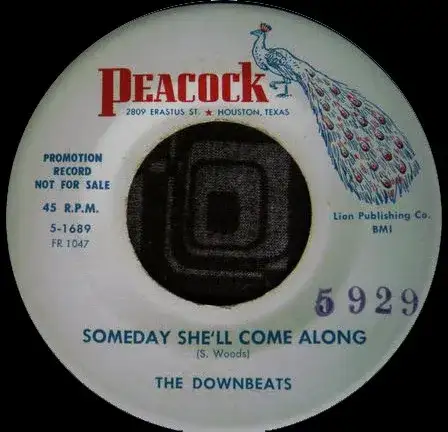 PEACOCK
2809 ERASTUS ST. ★ HOUSTON, TEXAS
PROMOTION
RECORD
NOT FOR SALE
45 R.P.M.
5-1689
FR 1047
Lion Publishing Co.
BMI
5929
SOMEDAY SHE'LL COME ALONG
(S. Woods)
THE DOWNBEATS